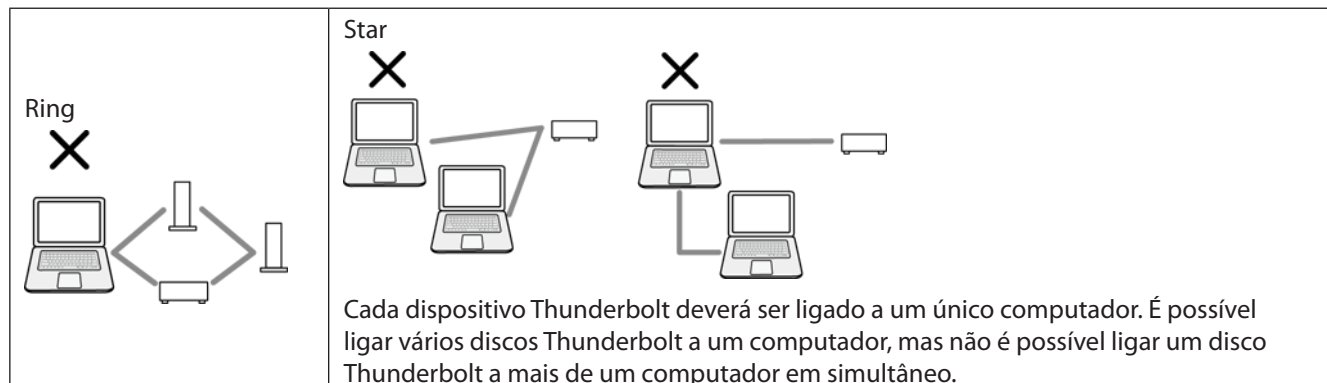 Ring
Star
Cada dispositivo Thunderbolt deverá ser ligado a um único computador. É possível
ligar vários discos Thunderbolt a um computador, mas não é possível ligar um disco
Thunderbolt a mais de um computador em simultâneo.